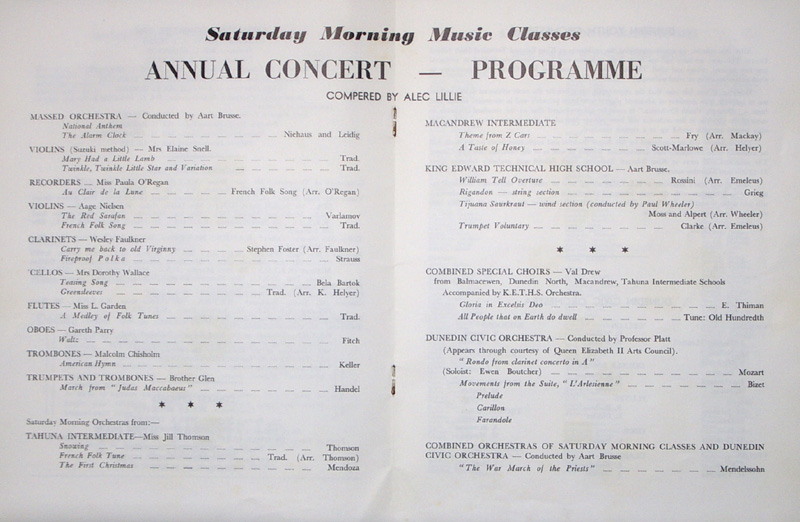 Saturday Morning Music Classes
ANNUAL CONCERT — PROGRAMME
COMPERED BY ALEC LILLIE
MASSED ORCHESTRA — Conducted by Aart Brusse.
National Anthem
The Alarm Clock — Niehaus and Leidig
VIOLINS (Suzuki method) — Mrs Elaine Snell.
Mary Had a Little Lamb — Trad.
Twinkle, Twinkle Little Star and Variation — Trad.
RECORDERS — Miss Paula O'Regan
Au Clair de la Lune — French Folk Song (Arr. O'Regan)
VIOLINS — Aage Nielsen
The Red Sarafan — Varlamov
French Folk Song — Trad.
CLARINETS — Wesley Faulkner
Carry me back to old Virginny — Stephen Foster (Arr. Faulkner)
Fireproof Polka — Strauss
'CELLOS — Mrs Dorothy Wallace
Teasing Song — Bela Bartok
Greensleeves — Trad. (Arr. K. Helyer)
FLUTES — Miss L. Garden
A Medley of Folk Tunes — Trad.
OBOES — Gareth Parry
Waltz — Fitch
TROMBONES — Malcolm Chisholm
American Hymn — Keller
TRUMPETS AND TROMBONES — Brother Glen
March from "Judas Maccabaeus" — Handel
* * *
Saturday Morning Orchestras from:—
TAHUNA INTERMEDIATE—Miss Jill Thomson
Snowing — Thomson
French Folk Tune — Trad. (Arr. Thomson)
The First Christmas — Mendoza
MACANDREW INTERMEDIATE
Theme from Z Cars — Fry (Arr. Mackay)
A Taste of Honey — Scott-Marlowe (Arr. Helyer)
KING EDWARD TECHNICAL HIGH SCHOOL — Aart Brusse.
William Tell Overture — Rossini (Arr. Emeleus)
Rigandon — string section — Grieg
Tijuana Saurkraut — wind section (conducted by Paul Wheeler)
Moss and Alpert (Arr. Wheeler)
Trumpet Voluntary — Clarke (Arr. Emeleus)
* * *
COMBINED SPECIAL CHOIRS — Val Drew
from Balmacewen, Dunedin North, Macandrew, Tahuna Intermediate Schools
Accompanied by K.E.T.H.S. Orchestra.
Gloria in Excelsis Deo — E. Thiman
All People that on Earth do dwell — Tune: Old Hundredth
DUNEDIN CIVIC ORCHESTRA — Conducted by Professor Platt
(Appears through courtesy of Queen Elizabeth II Arts Council).
"Rondo from clarinet concerto in A"
(Soloist: Ewen Boutcher) — Mozart
Movements from the Suite, "L'Arlesienne" — Bizet
Prelude
Carillon
Farandole
COMBINED ORCHESTRAS OF SATURDAY MORNING CLASSES AND DUNEDIN
CIVIC ORCHESTRA — Conducted by Aart Brusse
"The War March of the Priests" — Mendelssohn